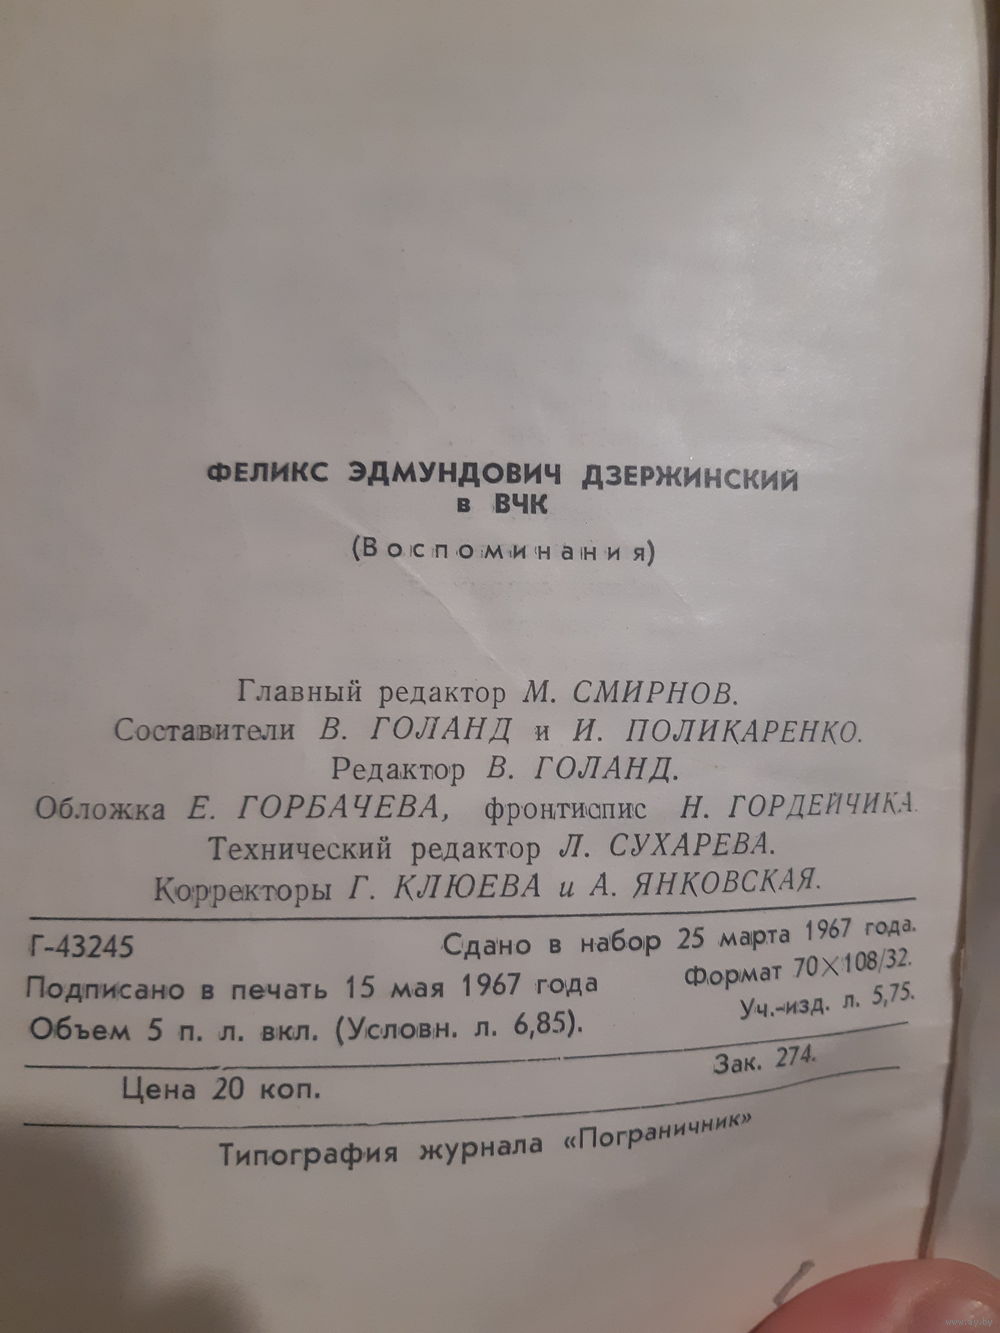 ФЕЛИКС ЭДМУНДОВИЧ ДЗЕРЖИНСКИЙ
в ВЧК
(Воспоминания)
Главный редактор М. СМИРНОВ.
Составители В. ГОЛАНД и И. ПОЛИКАРЕНКО.
Редактор В. ГОЛАНД.
Обложка Е. ГОРБАЧЕВА, фронтиспис Н. ГОРДЕЙЧИКА.
Технический редактор Л. СУХАРЕВА.
Корректоры Г. КЛЮЕВА и А. ЯНКОВСКАЯ.
Г-43245 Сдано в набор 25 марта 1967 года.
Подписано в печать 15 мая 1967 года Формат 70×108/32.
Объем 5 п. л. вкл. (Условн. л. 6,85). Уч.-изд. л. 5,75.
Цена 20 коп. Зак. 274.
Типография журнала «Пограничник»
www.ay.by